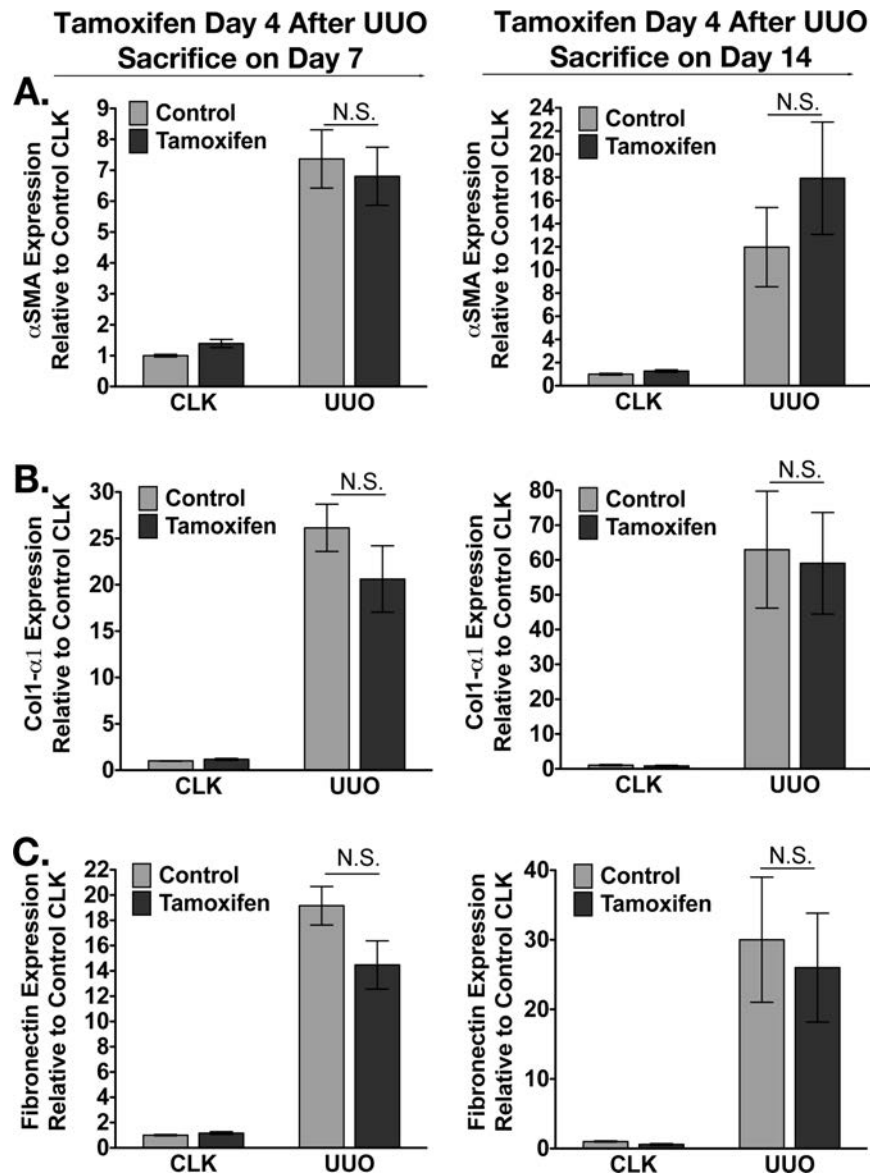 Tamoxifen Day 4 After UUO
Sacrifice on Day 7
Tamoxifen Day 4 After UUO
Sacrifice on Day 14
A.
αSMA Expression
Relative to Control CLK
9
8
7
6
5
4
3
2
1
0
Control
Tamoxifen
N.S.
CLK
UUO
αSMA Expression
Relative to Control CLK
24
22
20
18
16
14
12
10
8
6
4
2
0
Control
Tamoxifen
N.S.
CLK
UUO
B.
Col1-α1 Expression
Relative to Control CLK
30
25
20
15
10
5
0
Control
Tamoxifen
N.S.
CLK
UUO
Col1-α1 Expression
Relative to Control CLK
80
70
60
50
40
30
20
10
0
Control
Tamoxifen
N.S.
CLK
UUO
C.
Fibronectin Expression
Relative to Control CLK
22
20
18
16
14
12
10
8
6
4
2
0
Control
Tamoxifen
N.S.
CLK
UUO
Fibronectin Expression
Relative to Control CLK
40
30
20
10
0
Control
Tamoxifen
N.S.
CLK
UUO